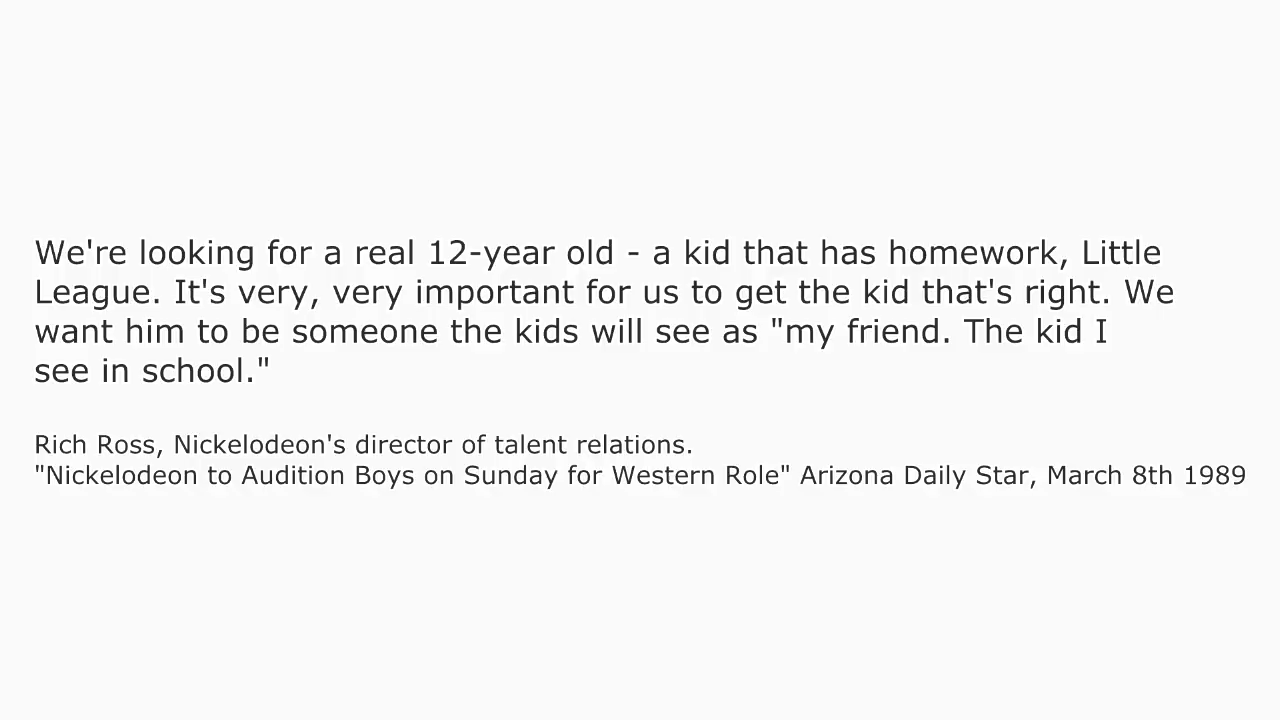 We're looking for a real 12-year old - a kid that has homework, Little
League. It's very, very important for us to get the kid that's right. We
want him to be someone the kids will see as "my friend. The kid I
see in school."
Rich Ross, Nickelodeon's director of talent relations.
"Nickelodeon to Audition Boys on Sunday for Western Role" Arizona Daily Star, March 8th 1989